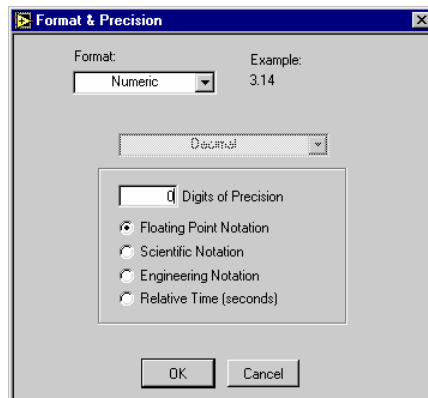 Format & Precision
Format:
Example:
Numeric
3.14
Decimal
0 Digits of Precision
Floating Point Notation
Scientific Notation
Engineering Notation
Relative Time (seconds)
OK Cancel